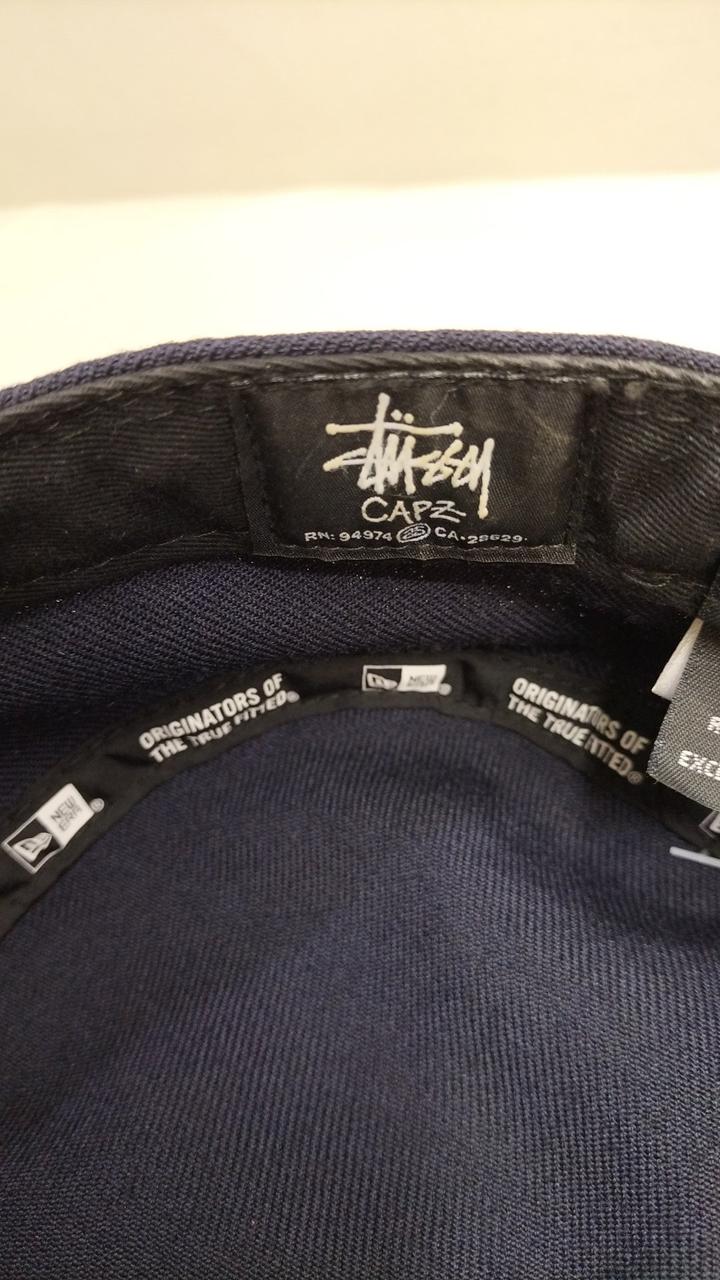 Stüssy
CAPZ
RN: 94974 CA•28629•
ORIGINATORS OF
THE TRUE FITTED®
NEW ERA®
ORIGINATORS OF
THE TRUE FITTED®
NEW
ERA®